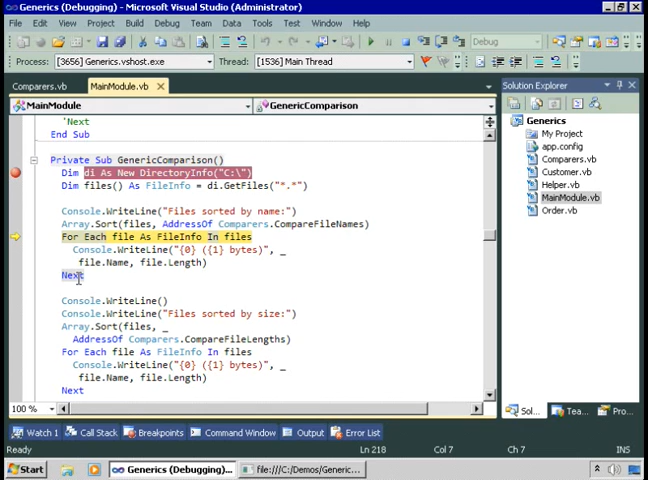 Generics (Debugging) - Microsoft Visual Studio (Administrator)
File Edit View Project Build Debug Team Data Tools Test Window Help
Debug
Process: [3656] Generics.vshost.exe Thread: [1536] Main Thread
Comparers.vb MainModule.vb
MainModule GenericComparison
'Next
End Sub
Private Sub GenericComparison()
Dim di As New DirectoryInfo("C:\")
Dim files() As FileInfo = di.GetFiles("*.*")
Console.WriteLine("Files sorted by name:")
Array.Sort(files, AddressOf Comparers.CompareFileNames)
For Each file As FileInfo In files
Console.WriteLine("{0} ({1} bytes)", _
file.Name, file.Length)
Next
Console.WriteLine()
Console.WriteLine("Files sorted by size:")
Array.Sort(files, _
AddressOf Comparers.CompareFileLengths)
For Each file As FileInfo In files
Console.WriteLine("{0} ({1} bytes)", _
file.Name, file.Length)
Next
100 %
Solution Explorer
Generics
My Project
app.config
Comparers.vb
Customer.vb
Helper.vb
MainModule.vb
Order.vb
Sol... Tea... Pro...
Watch 1 Call Stack Breakpoints Command Window Output Error List
Ready Ln 218 Col 7 Ch 7 INS
Start Generics (Debugging) ... file:///C:/Demos/Generic...